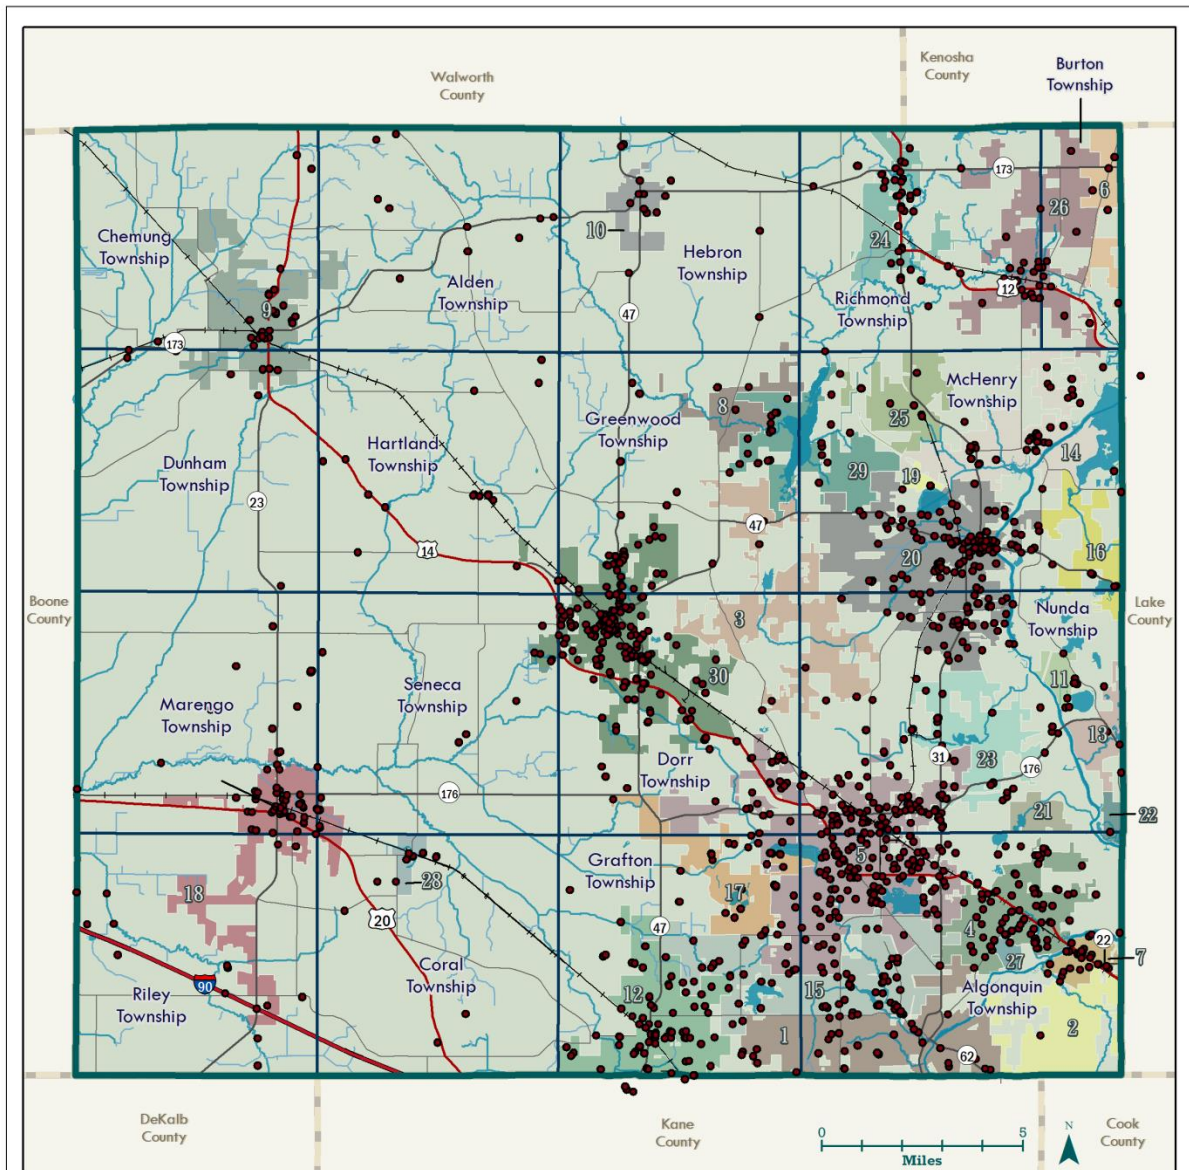 Walworth
County
Kenosha
County
Burton
Township
173
6
26
Chemung
Township
10
24
Hebron
Township
Alden
Township
12
Richmond
Township
9
47
173
McHenry
Township
8
25
Greenwood
Township
Hartland
Township
14
Dunham
Township
29
19
23
47
14
20
16
Boone
County
Nunda
Township
Lake
County
3
30
11
Seneca
Township
Marengo
Township
13
31
23
176
Dorr
Township
176
21
22
5
Grafton
Township
28
18
17
20
47
4
22
7
27
Coral
Township
90
Algonquin
Township
Riley
Township
12
15
2
1
62
DeKalb
County
Kane
County
Cook
County
0
5
Miles
N